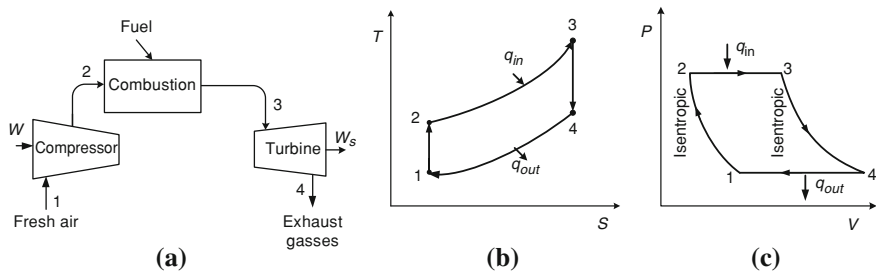 Fuel
2
Combustion
3
W
Compressor
Turbine
W_s
1
4
Fresh air
Exhaust
gasses
(a)
T
3
q_in
2
4
1
q_out
S
(b)
P
q_in
2
3
Isentropic
Isentropic
1
4
q_out
V
(c)